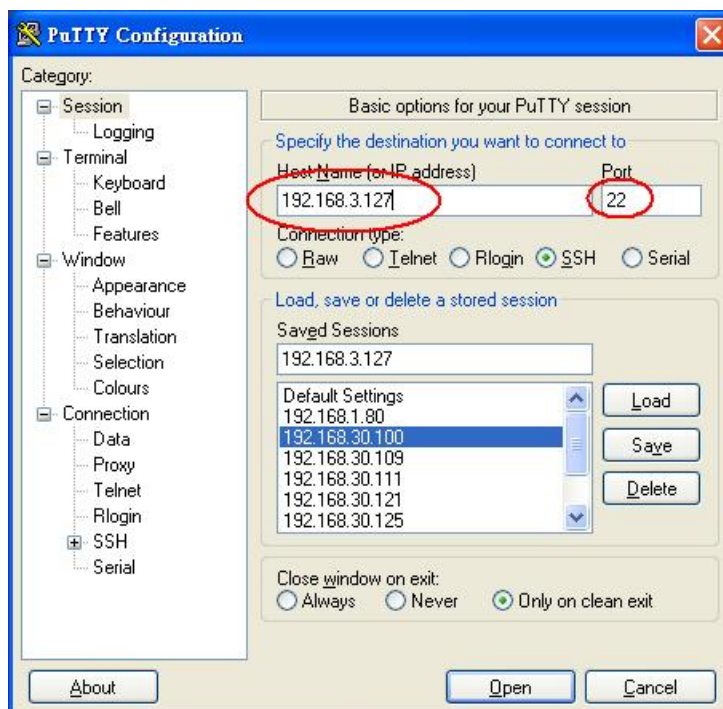 PuTTY Configuration
Category:
Session
Logging
Terminal
Keyboard
Bell
Features
Window
Appearance
Behaviour
Translation
Selection
Colours
Connection
Data
Proxy
Telnet
Rlogin
SSH
Serial
Basic options for your PuTTY session
Specify the destination you want to connect to
Host Name (or IP address) Port
192.168.3.127 22
Connection type:
Raw Telnet Rlogin SSH Serial
Load, save or delete a stored session
Saved Sessions
192.168.3.127
Default Settings
192.168.1.80
192.168.30.100
192.168.30.109
192.168.30.111
192.168.30.121
192.168.30.125
Load
Save
Delete
Close window on exit:
Always Never Only on clean exit
About Open Cancel